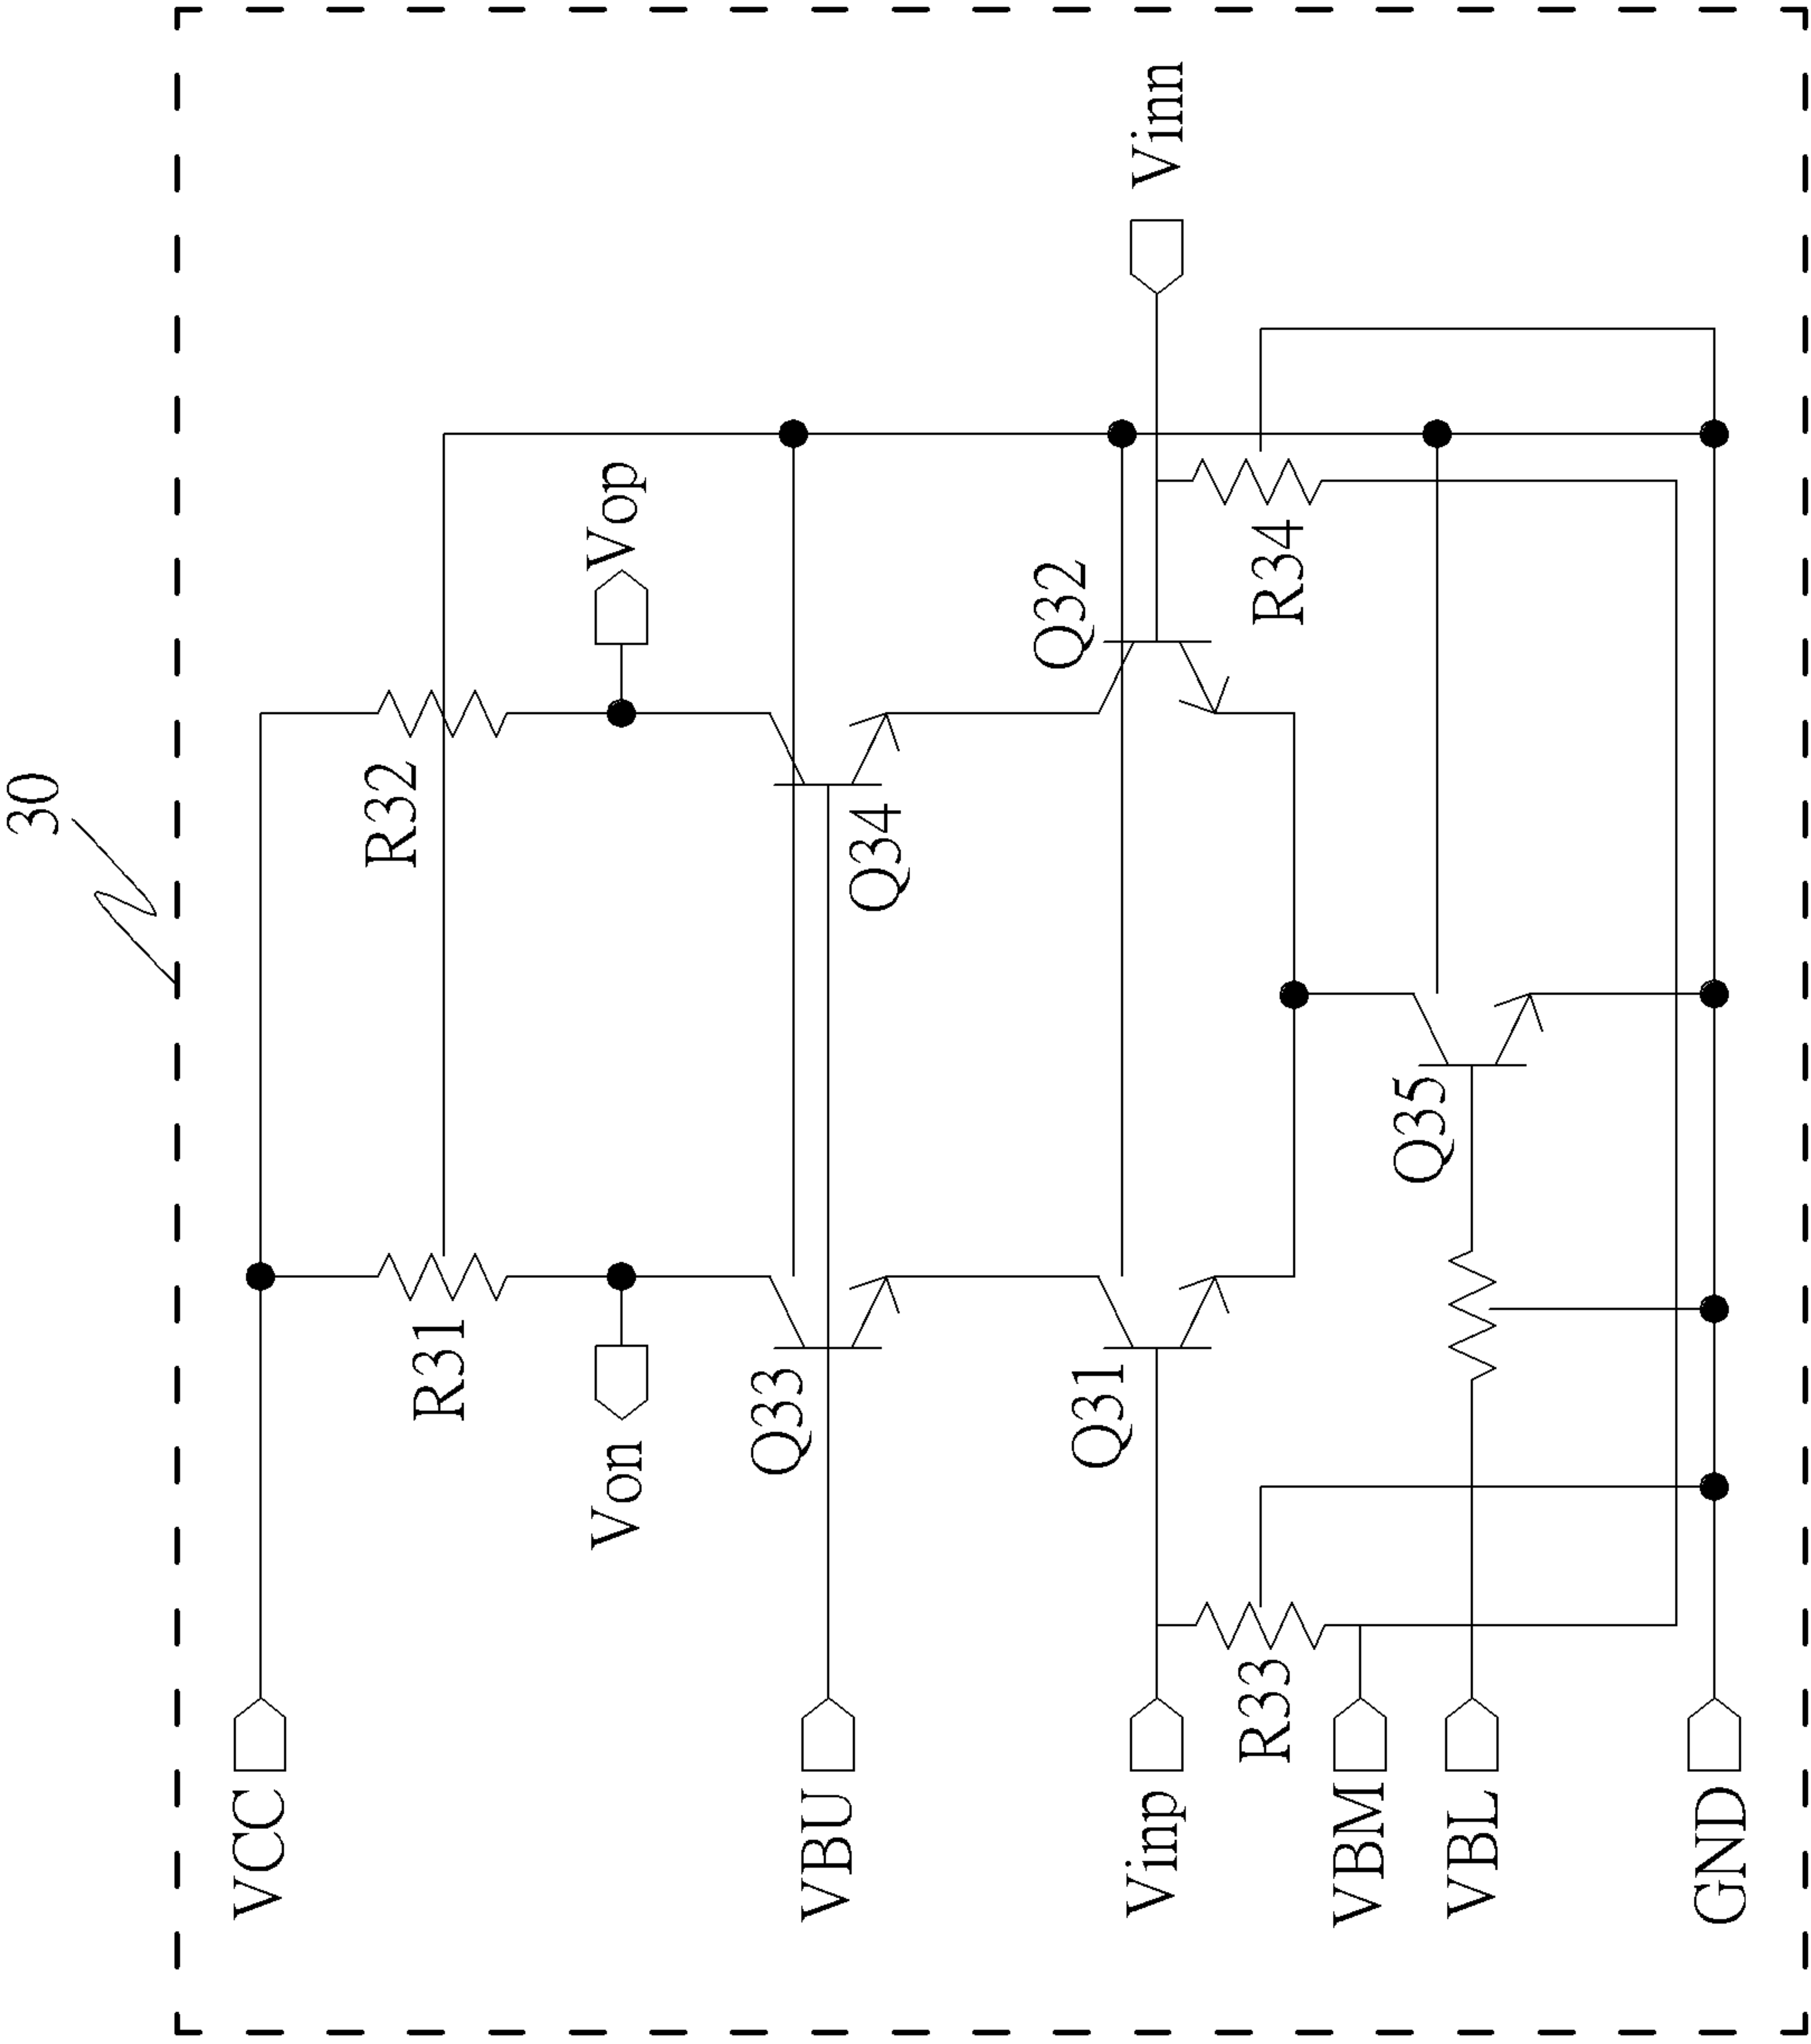 30
VCC
R31
R32
Von
Vop
VBU
Q33
Q34
Vinp
Q31
Q32
Vinn
R33
R34
VBM
VBL
Q35
GND